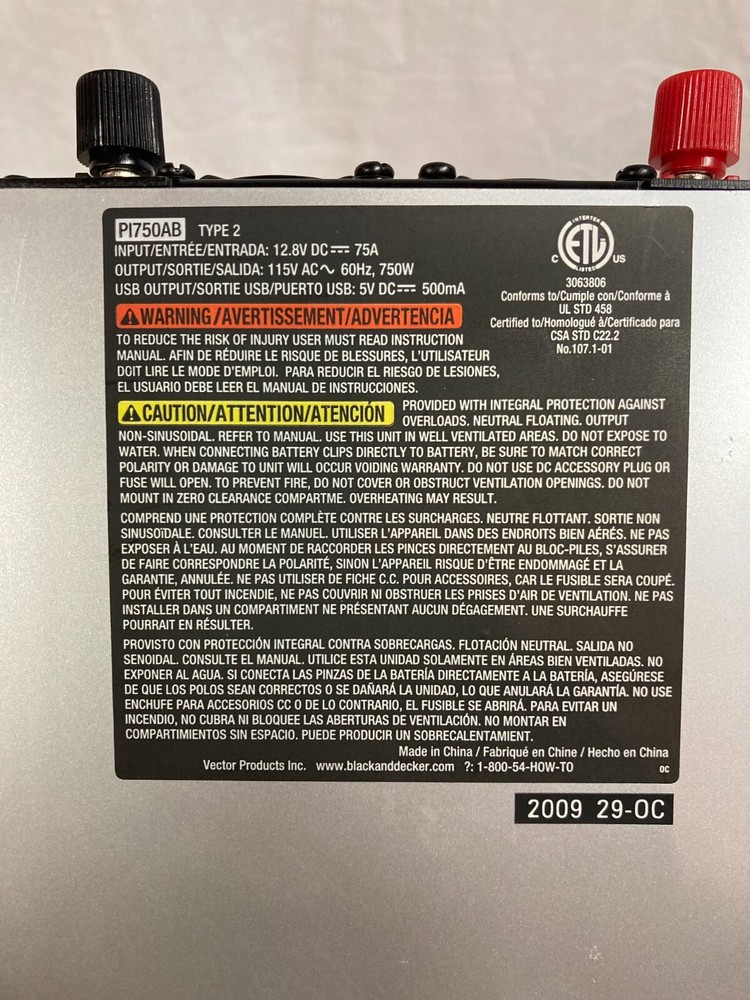 PI750AB TYPE 2
INPUT/ENTRÉE/ENTRADA: 12.8V DC⎓ 75A
OUTPUT/SORTIE/SALIDA: 115V AC∿ 60Hz, 750W
USB OUTPUT/SORTIE USB/PUERTO USB: 5V DC⎓ 500mA
INTERTEK
ETL
C US
LISTED
3063806
Conforms to/Cumple con/Conforme à
UL STD 458
Certified to/Homologué à/Certificado para
CSA STD C22.2
No.107.1-01
⚠WARNING/AVERTISSEMENT/ADVERTENCIA
TO REDUCE THE RISK OF INJURY USER MUST READ INSTRUCTION
MANUAL. AFIN DE RÉDUIRE LE RISQUE DE BLESSURES, L'UTILISATEUR
DOIT LIRE LE MODE D'EMPLOI. PARA REDUCIR EL RIESGO DE LESIONES,
EL USUARIO DEBE LEER EL MANUAL DE INSTRUCCIONES.
⚠CAUTION/ATTENTION/ATENCIÓN PROVIDED WITH INTEGRAL PROTECTION AGAINST
OVERLOADS. NEUTRAL FLOATING. OUTPUT
NON-SINUSOIDAL. REFER TO MANUAL. USE THIS UNIT IN WELL VENTILATED AREAS. DO NOT EXPOSE TO
WATER. WHEN CONNECTING BATTERY CLIPS DIRECTLY TO BATTERY, BE SURE TO MATCH CORRECT
POLARITY OR DAMAGE TO UNIT WILL OCCUR VOIDING WARRANTY. DO NOT USE DC ACCESSORY PLUG OR
FUSE WILL OPEN. TO PREVENT FIRE, DO NOT COVER OR OBSTRUCT VENTILATION OPENINGS. DO NOT
MOUNT IN ZERO CLEARANCE COMPARTME. OVERHEATING MAY RESULT.
COMPREND UNE PROTECTION COMPLÈTE CONTRE LES SURCHARGES. NEUTRE FLOTTANT. SORTIE NON
SINUSOïDALE. CONSULTER LE MANUEL. UTILISER L'APPAREIL DANS DES ENDROITS BIEN AÉRÉS. NE PAS
EXPOSER À L'EAU. AU MOMENT DE RACCORDER LES PINCES DIRECTEMENT AU BLOC-PILES, S'ASSURER
DE FAIRE CORRESPONDRE LA POLARITÉ, SINON L'APPAREIL RISQUE D'ÊTRE ENDOMMAGÉ ET LA
GARANTIE, ANNULÉE. NE PAS UTILISER DE FICHE C.C. POUR ACCESSOIRES, CAR LE FUSIBLE SERA COUPÉ.
POUR ÉVITER TOUT INCENDIE, NE PAS COUVRIR NI OBSTRUER LES PRISES D'AIR DE VENTILATION. NE PAS
INSTALLER DANS UN COMPARTIMENT NE PRÉSENTANT AUCUN DÉGAGEMENT. UNE SURCHAUFFE
POURRAIT EN RÉSULTER.
PROVISTO CON PROTECCIÓN INTEGRAL CONTRA SOBRECARGAS. FLOTACIÓN NEUTRAL. SALIDA NO
SENOIDAL. CONSULTE EL MANUAL. UTILICE ESTA UNIDAD SOLAMENTE EN ÁREAS BIEN VENTILADAS. NO
EXPONER AL AGUA. SI CONECTA LAS PINZAS DE LA BATERÍA DIRECTAMENTE A LA BATERÍA, ASEGÚRESE
DE QUE LOS POLOS SEAN CORRECTOS O SE DAÑARÁ LA UNIDAD, LO QUE ANULARÁ LA GARANTÍA. NO USE
ENCHUFE PARA ACCESORIOS CC O DE LO CONTRARIO, EL FUSIBLE SE ABRIRÁ. PARA EVITAR UN
INCENDIO, NO CUBRA NI BLOQUEE LAS ABERTURAS DE VENTILACIÓN. NO MONTAR EN
COMPARTIMIENTOS SIN ESPACIO. PUEDE PRODUCIR UN SOBRECALENTAMIENT.
Made in China / Fabriqué en Chine / Hecho en China
Vector Products Inc. www.blackanddecker.com ?: 1-800-54-HOW-TO OC
2009 29-OC